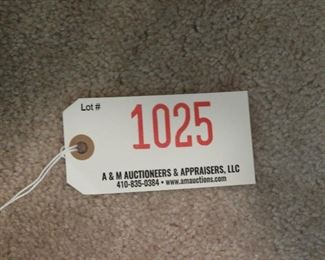 Lot #
1025
A & M AUCTIONEERS & APPRAISERS, LLC
410-835-0384 • www.amauctions.com